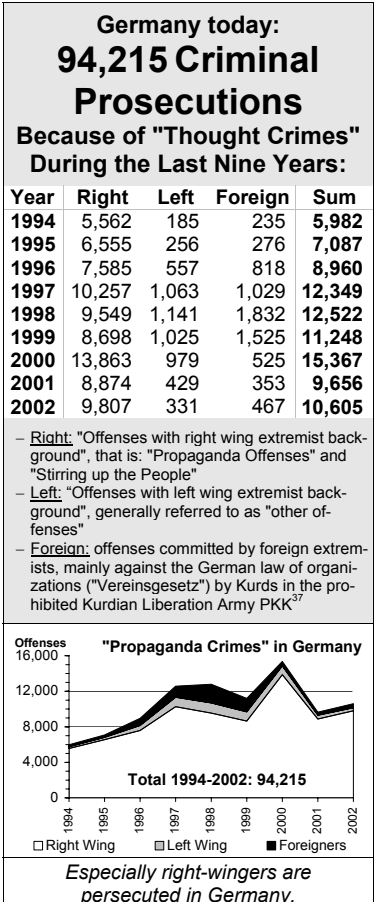 Germany today:
94,215 Criminal
Prosecutions
Because of "Thought Crimes"
During the Last Nine Years:
Year Right Left Foreign Sum
1994 5,562 185 235 5,982
1995 6,555 256 276 7,087
1996 7,585 557 818 8,960
1997 10,257 1,063 1,029 12,349
1998 9,549 1,141 1,832 12,522
1999 8,698 1,025 1,525 11,248
2000 13,863 979 525 15,367
2001 8,874 429 353 9,656
2002 9,807 331 467 10,605
– Right: "Offenses with right wing extremist back-
ground", that is: "Propaganda Offenses" and
"Stirring up the People"
– Left: “Offenses with left wing extremist back-
ground", generally referred to as "other of-
fenses"
– Foreign: offenses committed by foreign extrem-
ists, mainly against the German law of organi-
zations ("Vereinsgesetz") by Kurds in the pro-
hibited Kurdian Liberation Army PKK37
Offenses "Propaganda Crimes" in Germany
16,000
12,000
8,000
4,000
Total 1994-2002: 94,215
0
1994 1995 1996 1997 1998 1999 2000 2001 2002
Right Wing Left Wing Foreigners
Especially right-wingers are
persecuted in Germany.